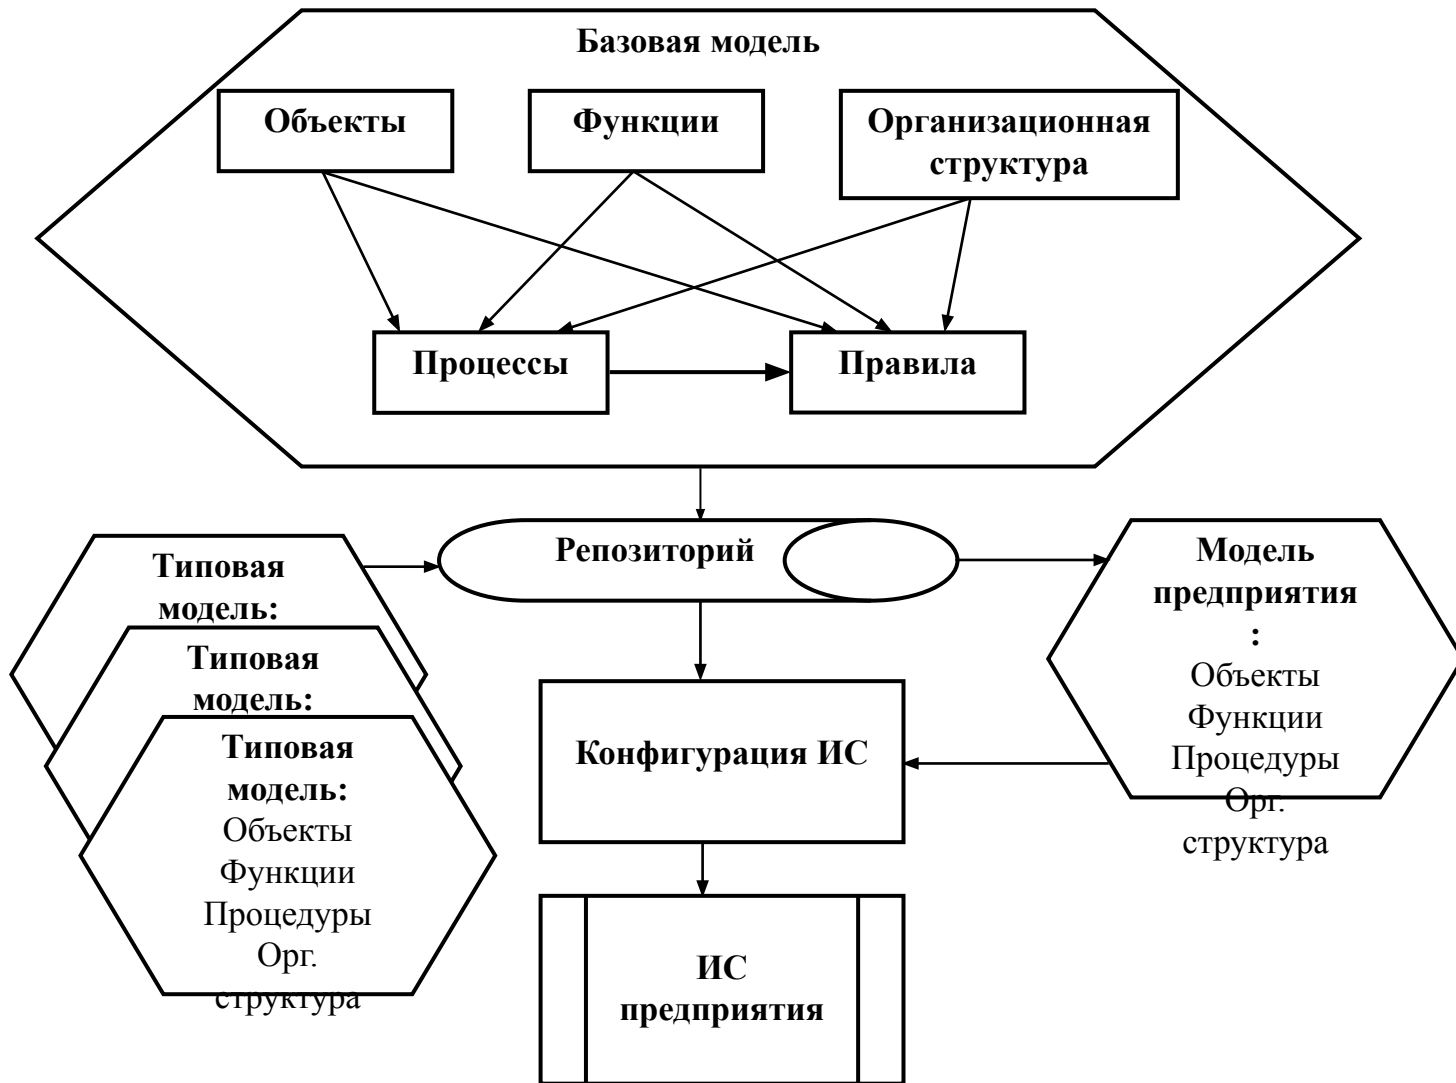 Базовая модель
Объекты
Функции
Организационная
структура
Процессы
Правила
Репозиторий
Типовая
модель:
Типовая
модель:
Типовая
модель:
Объекты
Функции
Процедуры
Орг.
структура
Модель
предприятия
:
Объекты
Функции
Процедуры
Орг.
структура
Конфигурация ИС
ИС
предприятия